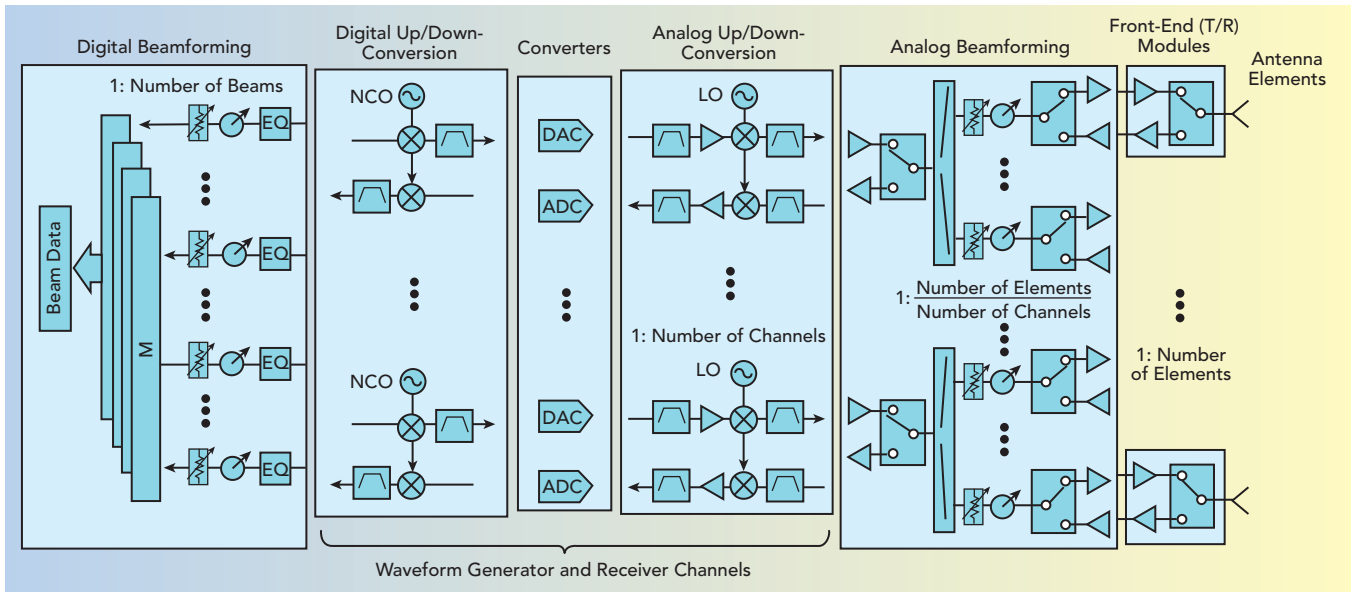 Digital Beamforming
Digital Up/Down-
Conversion
Converters
Analog Up/Down-
Conversion
Analog Beamforming
Front-End (T/R)
Modules
Antenna
Elements
1: Number of Beams
EQ
EQ
EQ
EQ
M
Beam Data
NCO
NCO
DAC
ADC
DAC
ADC
LO
1: Number of Channels
LO
1: Number of Elements
Number of Channels
1: Number
of Elements
Waveform Generator and Receiver Channels